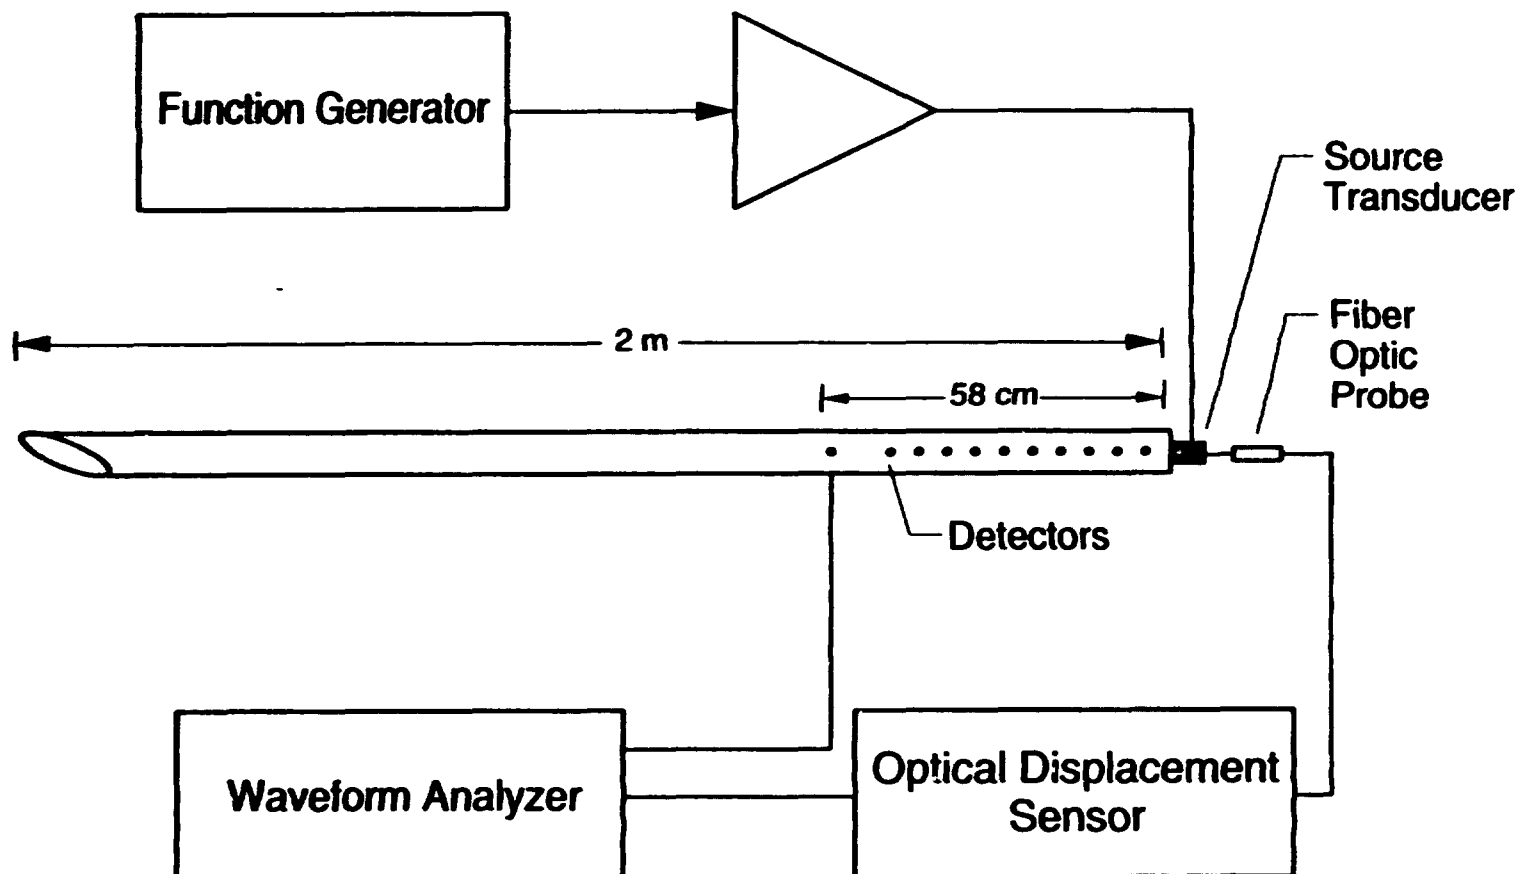 Function Generator
Source
Transducer
2 m
Fiber
Optic
Probe
58 cm
Detectors
Waveform Analyzer
Optical Displacement
Sensor